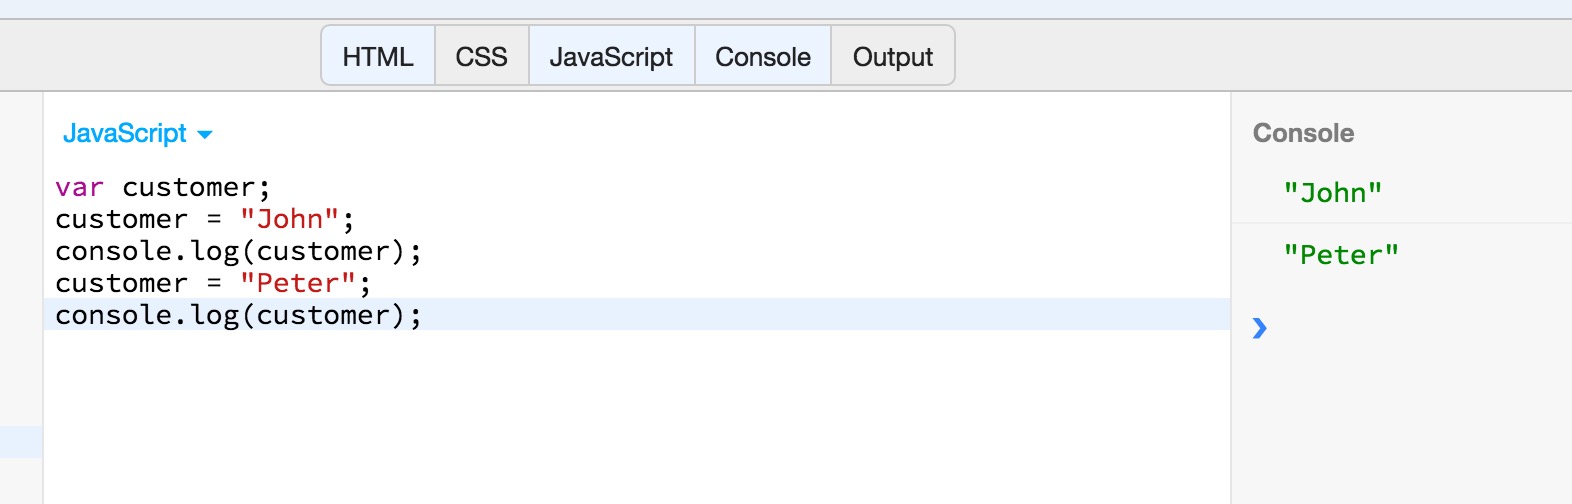 HTML CSS JavaScript Console Output
JavaScript
var customer;
customer = "John";
console.log(customer);
customer = "Peter";
console.log(customer);
Console
"John"
"Peter"